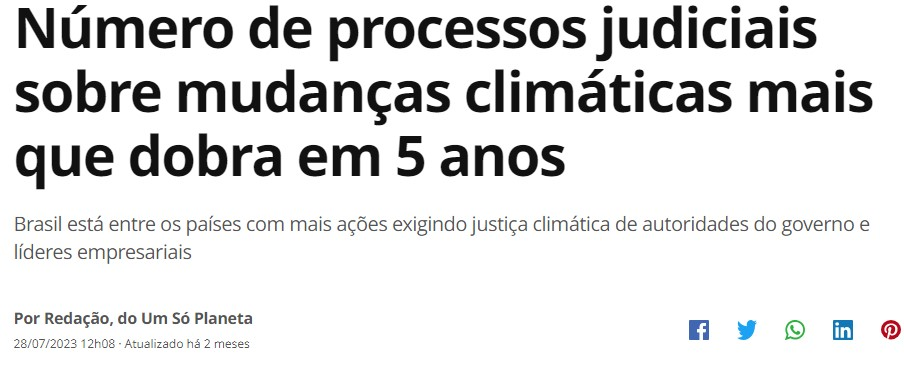 Número de processos judiciais
sobre mudanças climáticas mais
que dobra em 5 anos
Brasil está entre os países com mais ações exigindo justiça climática de autoridades do governo e
líderes empresariais
Por Redação, do Um Só Planeta
28/07/2023 12h08 · Atualizado há 2 meses